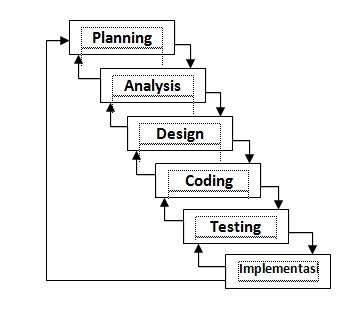 Planning
Analysis
Design
Coding
Testing
Implementasi